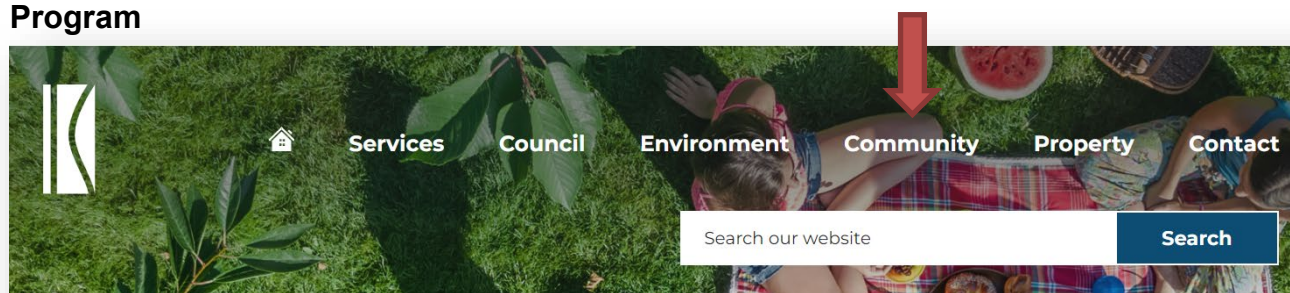 Program
Services Council Environment Community Property Contact
Search our website Search